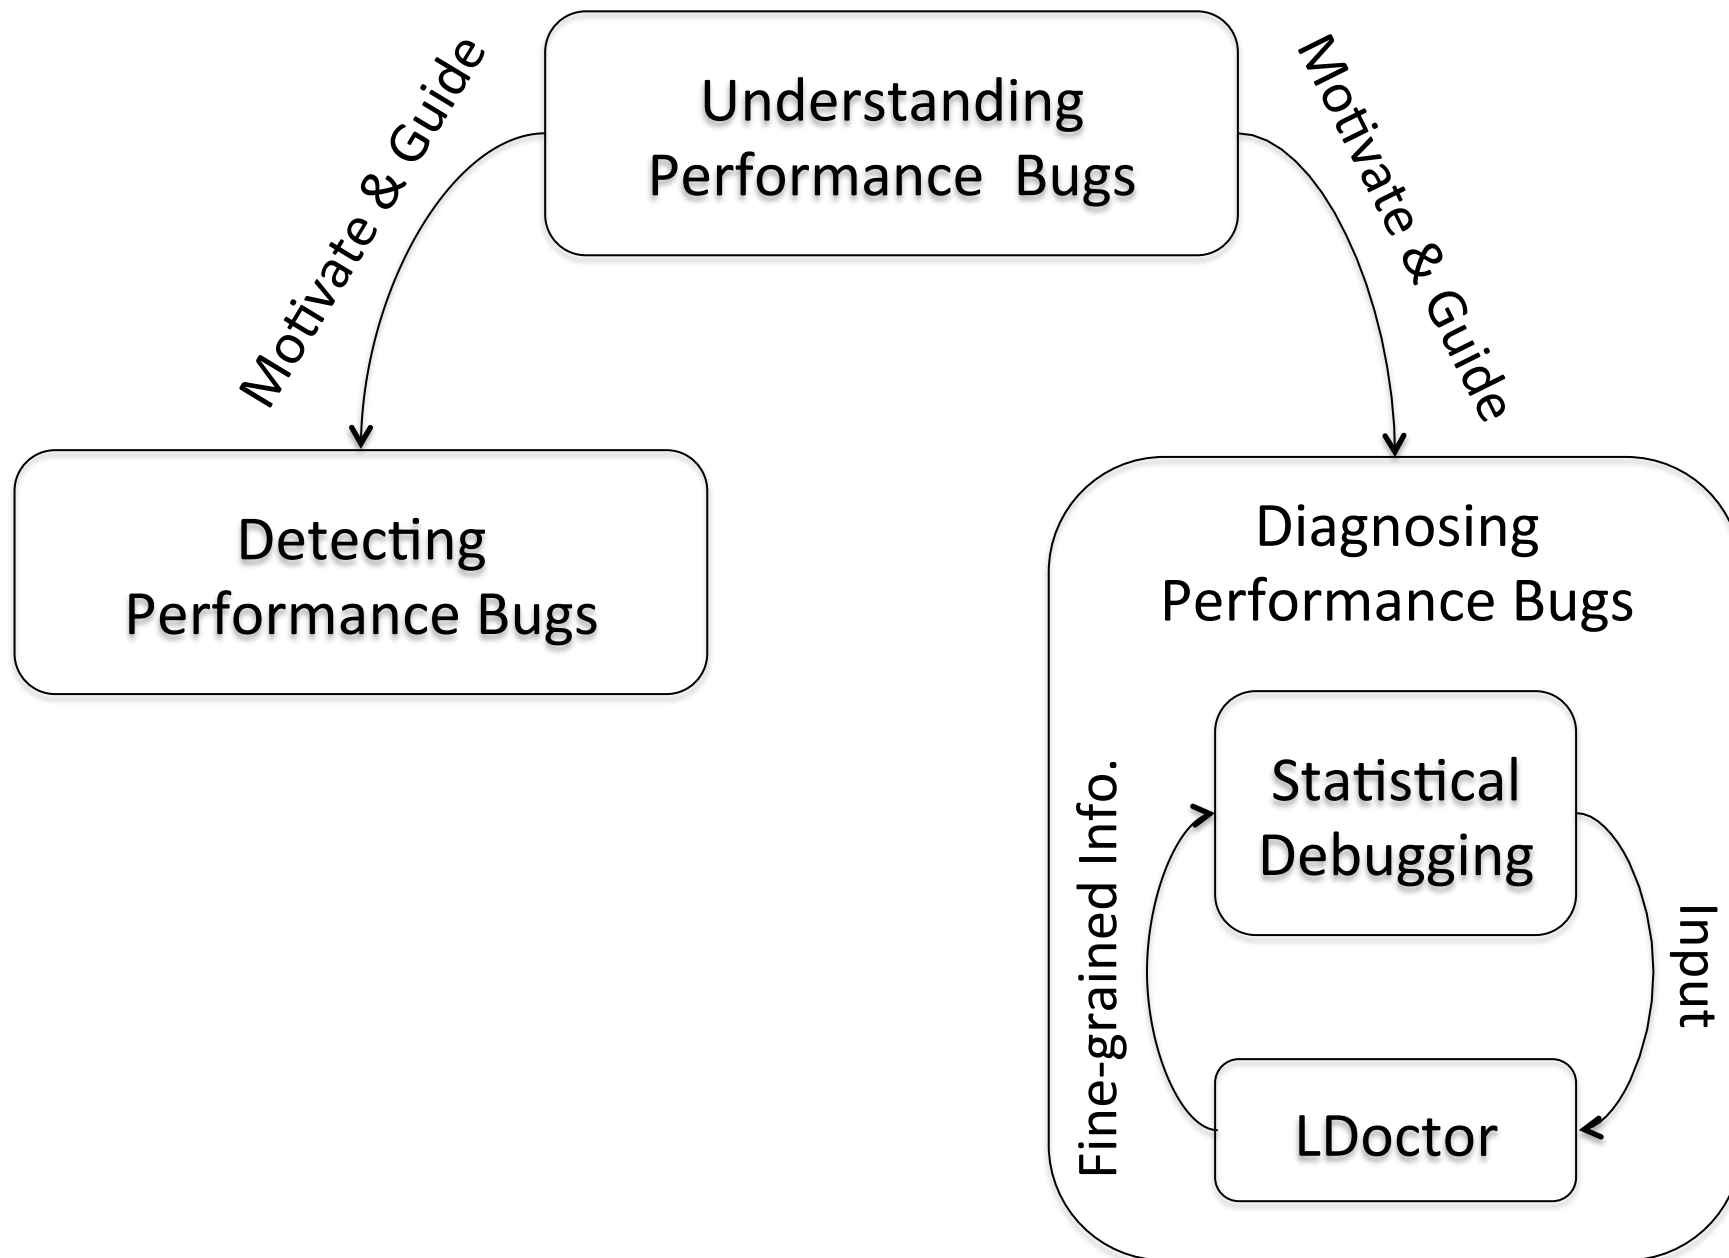 Understanding
Performance Bugs
Motivate & Guide
Motivate & Guide
Detecting
Performance Bugs
Diagnosing
Performance Bugs
Statistical
Debugging
Fine-grained Info.
Input
LDoctor